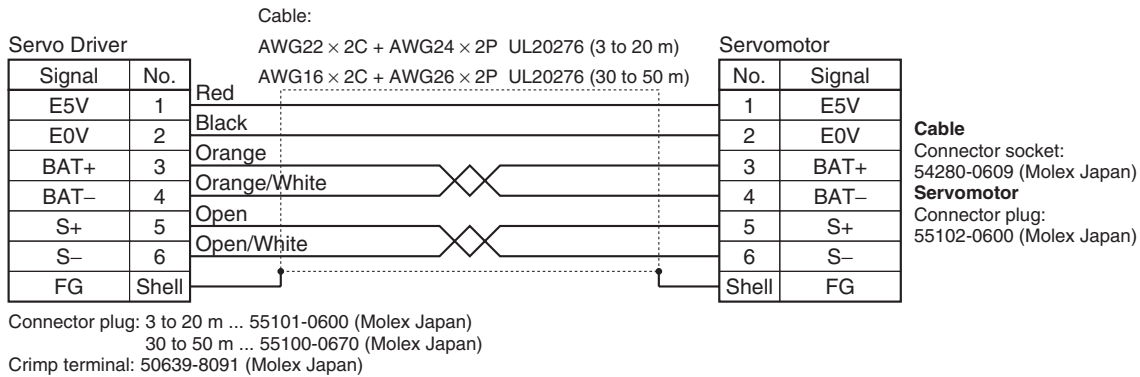 Cable:
Servo Driver
AWG22 × 2C + AWG24 × 2P UL20276 (3 to 20 m)
Servomotor
Signal No.
AWG16 × 2C + AWG26 × 2P UL20276 (30 to 50 m)
No. Signal
Red
E5V 1
1 E5V
Black
E0V 2
2 E0V
Orange
BAT+ 3
3 BAT+
Orange/White
BAT− 4
4 BAT−
Open
S+ 5
5 S+
Open/White
S− 6
6 S−
FG Shell
Shell FG
Cable
Connector socket:
54280-0609 (Molex Japan)
Servomotor
Connector plug:
55102-0600 (Molex Japan)
Connector plug: 3 to 20 m ... 55101-0600 (Molex Japan)
30 to 50 m ... 55100-0670 (Molex Japan)
Crimp terminal: 50639-8091 (Molex Japan)